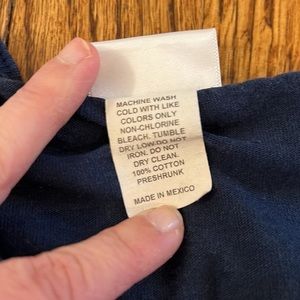 MACHINE WASH
COLD WITH LIKE
COLORS ONLY
NON-CHLORINE
BLEACH. TUMBLE
DRY LOW.DO NOT
IRON. DO NOT
DRY CLEAN.
100% COTTON
PRESHRUNK
MADE IN MEXICO